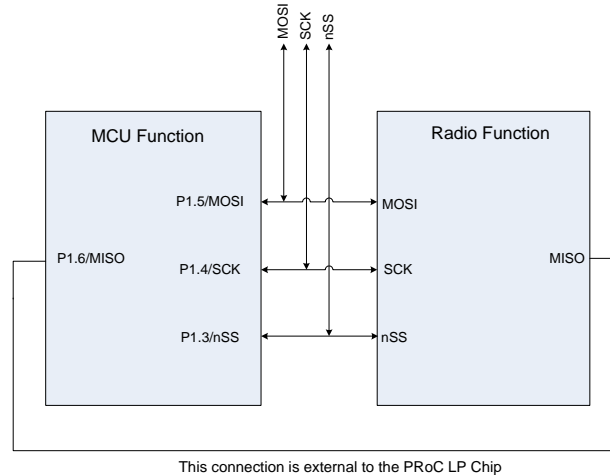 MOSI
SCK
nSS
MCU Function
Radio Function
P1.5/MOSI
MOSI
P1.6/MISO
P1.4/SCK
SCK
MISO
P1.3/nSS
nSS
This connection is external to the PRoC LP Chip